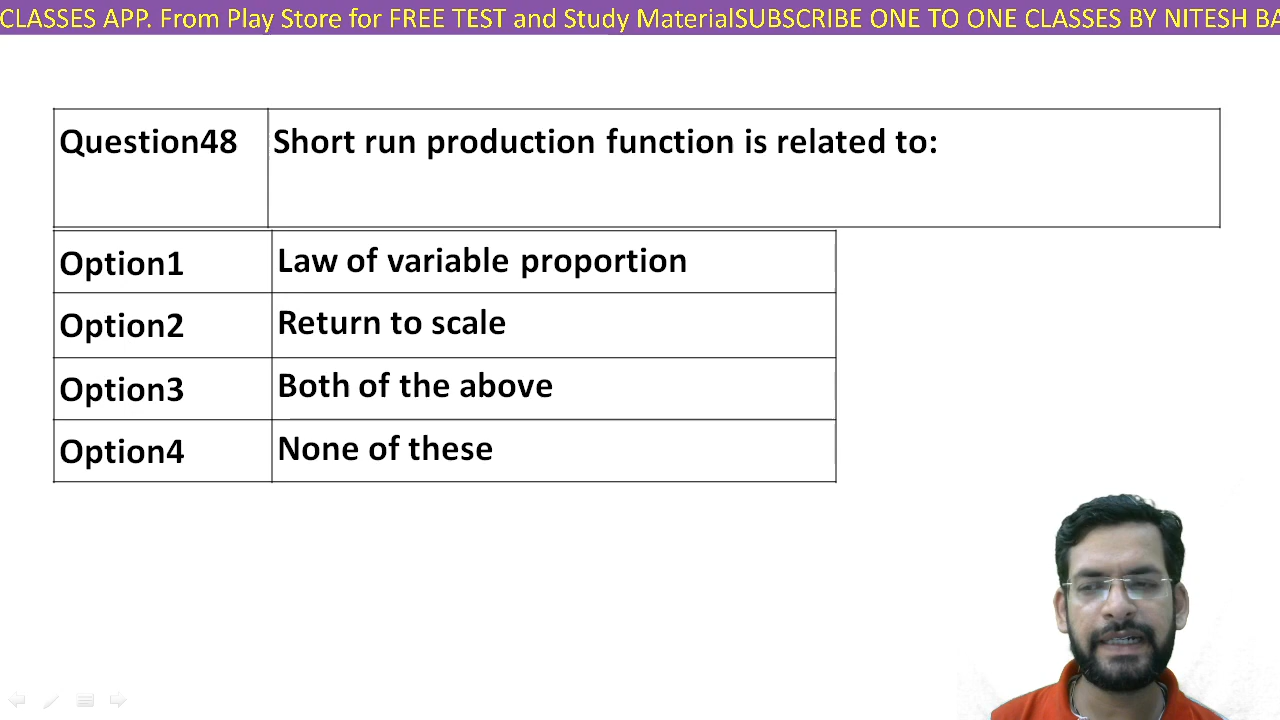 CLASSES APP. From Play Store for FREE TEST and Study MaterialSUBSCRIBE ONE TO ONE CLASSES BY NITESH BA
Question48 Short run production function is related to:
Option1 Law of variable proportion
Option2 Return to scale
Option3 Both of the above
Option4 None of these